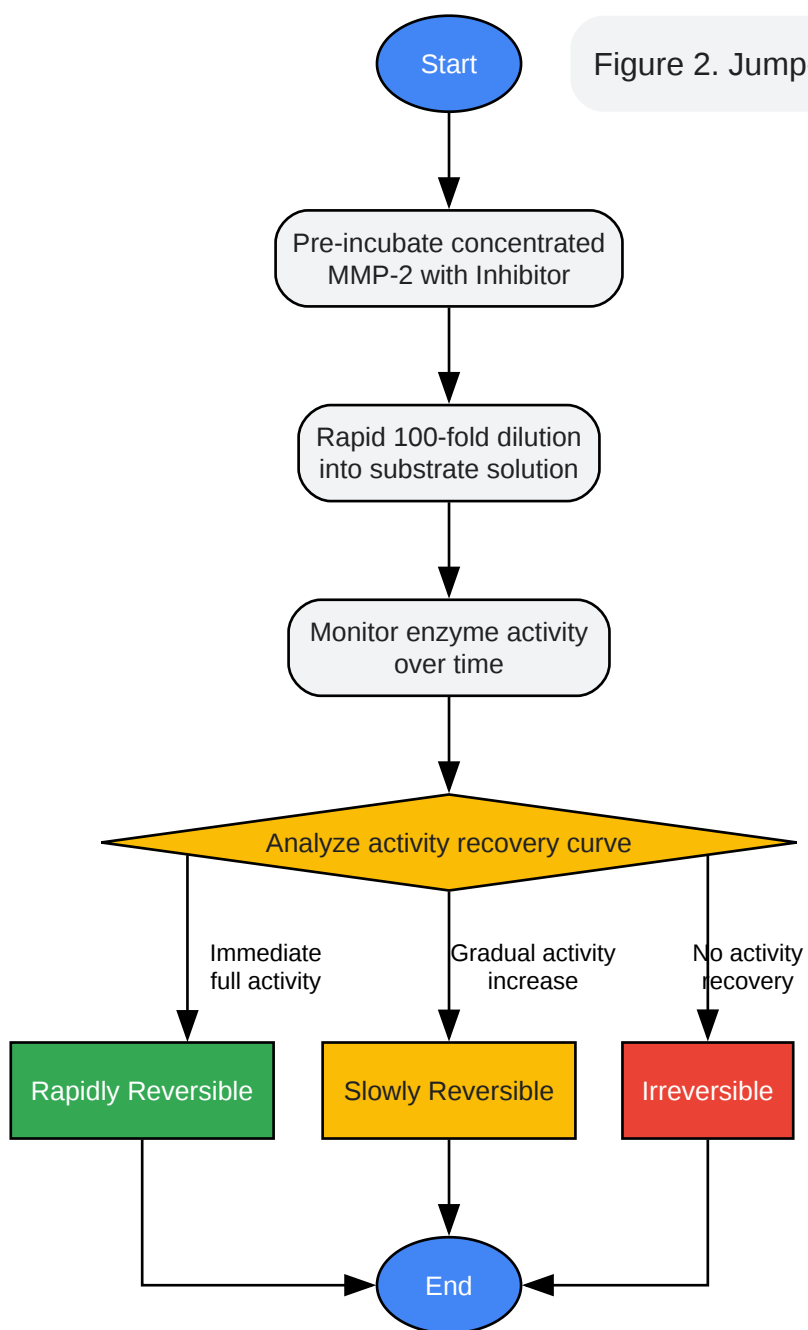 Start
Figure 2. Jump
Pre-incubate concentrated
MMP-2 with Inhibitor
Rapid 100-fold dilution
into substrate solution
Monitor enzyme activity
over time
Analyze activity recovery curve
Immediate
full activity
Gradual activity
increase
No activity
recovery
Rapidly Reversible
Slowly Reversible
Irreversible
End